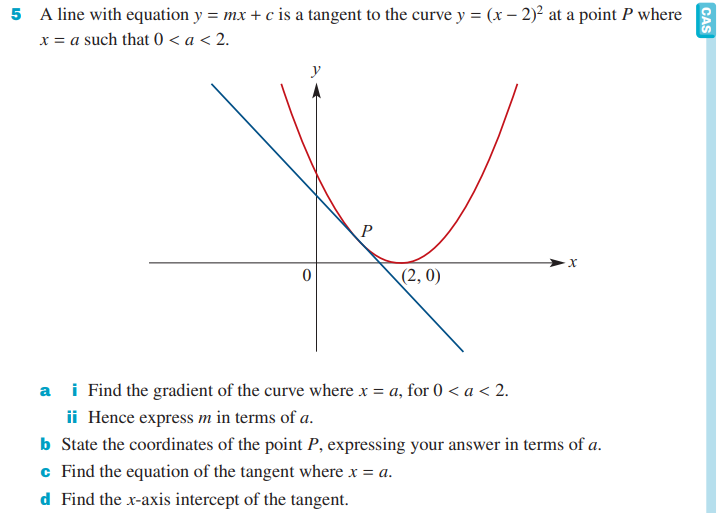 5 A line with equation y = mx + c is a tangent to the curve y = (x − 2)² at a point P where
x = a such that 0 < a < 2.
CAS
y
P
x
0
(2, 0)
a i Find the gradient of the curve where x = a, for 0 < a < 2.
ii Hence express m in terms of a.
b State the coordinates of the point P, expressing your answer in terms of a.
c Find the equation of the tangent where x = a.
d Find the x-axis intercept of the tangent.